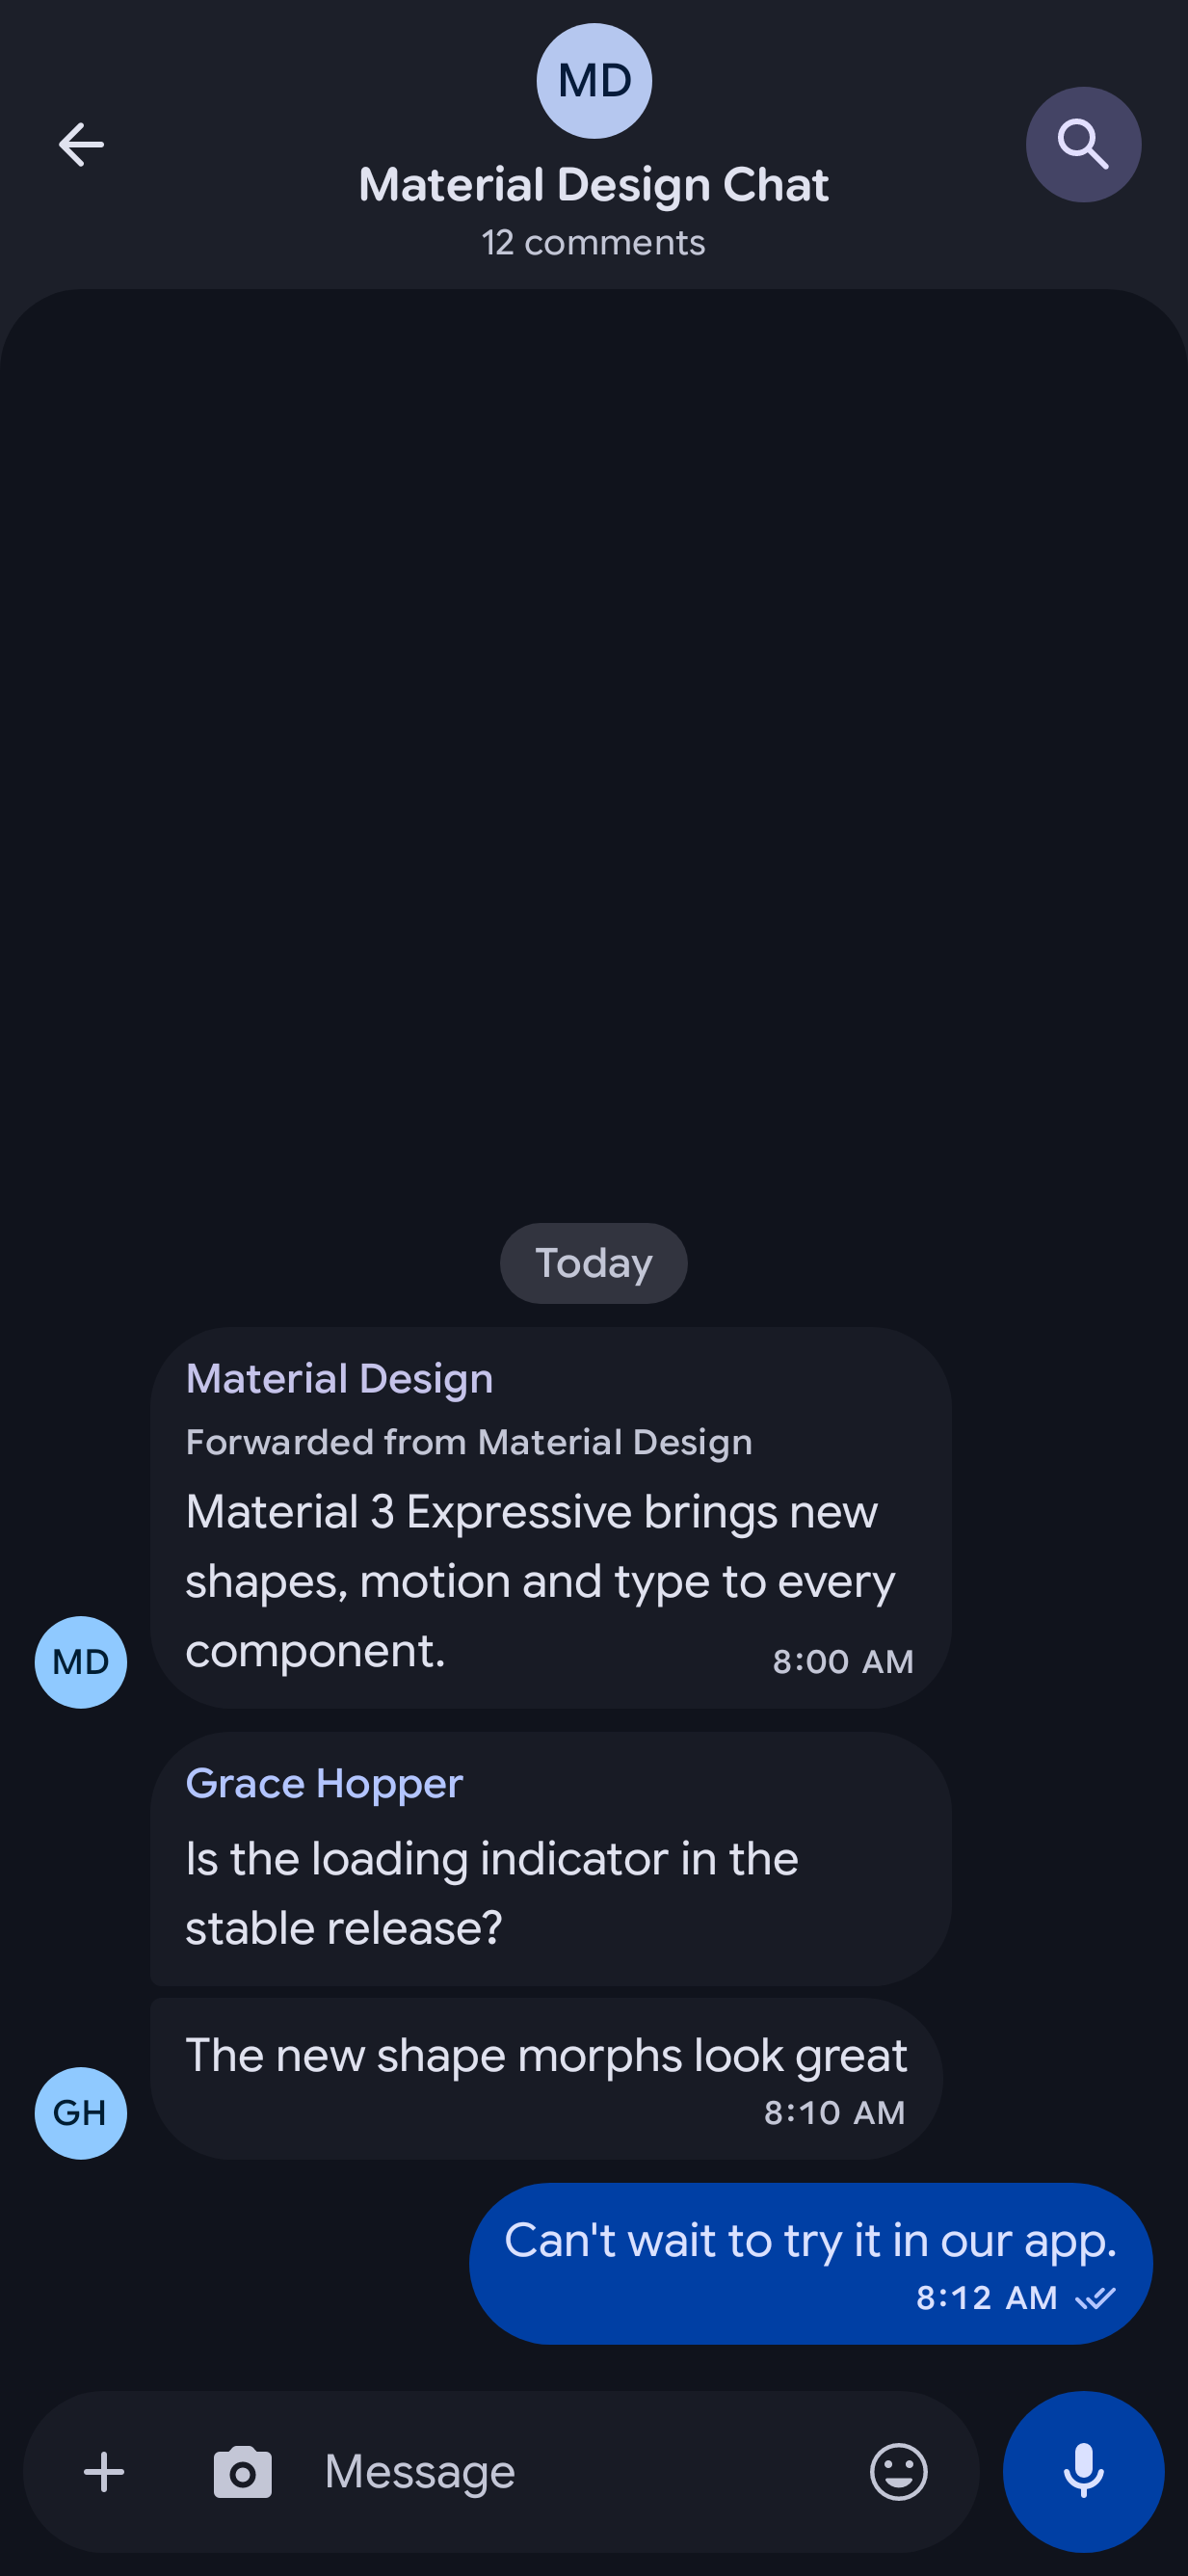 MD
Material Design Chat
12 comments
Today
Material Design
Forwarded from Material Design
Material 3 Expressive brings new
shapes, motion and type to every
component.
8:00 AM
MD
Grace Hopper
Is the loading indicator in the
stable release?
The new shape morphs look great
8:10 AM
GH
Can't wait to try it in our app.
8:12 AM
Message